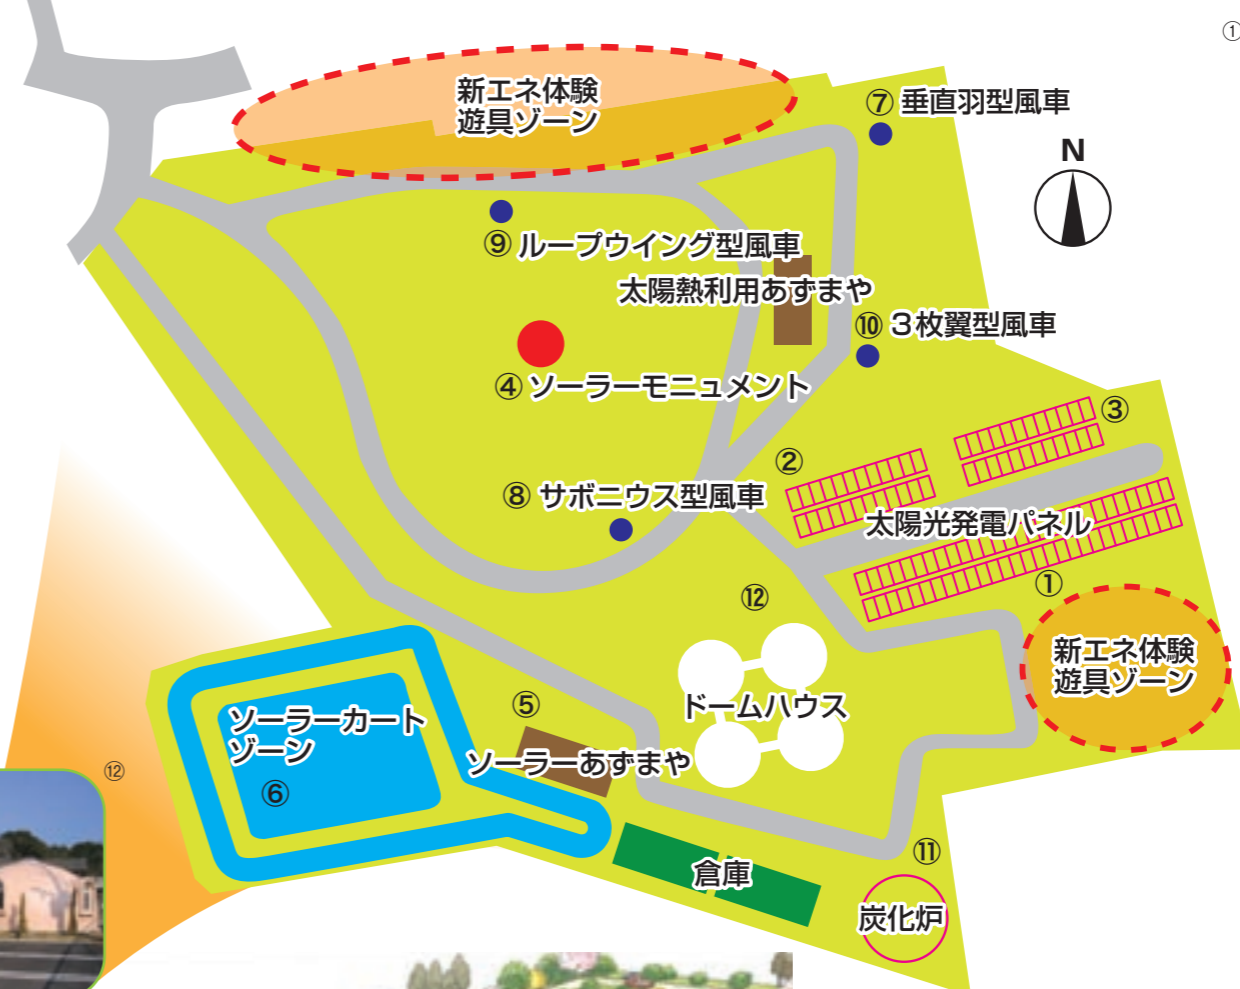 ①
新エネ体験
遊具ゾーン
⑦ 垂直羽型風車
N
⑨ ループウイング型風車
太陽熱利用あずまや
⑩ 3枚翼型風車
④ ソーラーモニュメント
③
②
⑧ サボニウス型風車
太陽光発電パネル
①
⑫
新エネ体験
遊具ゾーン
⑤
ドームハウス
ソーラーカート
ゾーン
ソーラーあずまや
⑫
⑥
⑪
倉庫
炭化炉